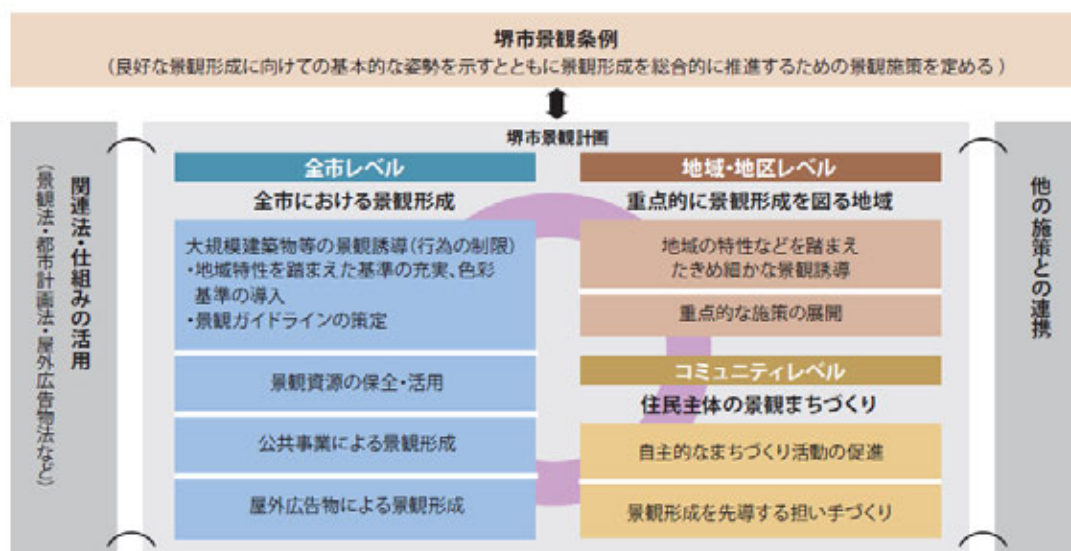 堺市景観条例
(良好な景観形成に向けての基本的な姿勢を示すとともに景観形成を総合的に推進するための景観施策を定める)
関連法・仕組みの活用
(景観法・都市計画法・屋外広告物法など)
堺市景観計画
全市レベル
全市における景観形成
大規模建築物等の景観誘導(行為の制限)
・地域特性を踏まえた基準の充実、色彩
基準の導入
・景観ガイドラインの策定
景観資源の保全・活用
公共事業による景観形成
屋外広告物による景観形成
地域・地区レベル
重点的に景観形成を図る地域
地域の特性などを踏まえ
たきめ細かな景観誘導
重点的な施策の展開
コミュニティレベル
住民主体の景観まちづくり
自主的なまちづくり活動の促進
景観形成を先導する担い手づくり
他の施策との連携